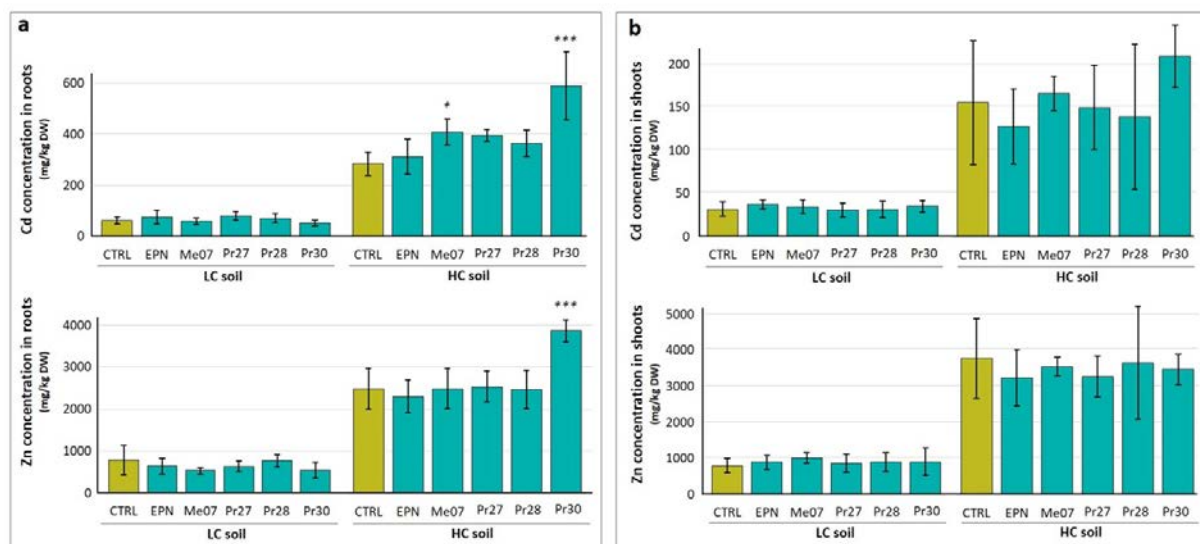 a
Cd concentration in roots
(mg/kg DW)
600
400
200
0
*
***
CTRL EPN Me07 Pr27 Pr28 Pr30 CTRL EPN Me07 Pr27 Pr28 Pr30
LC soil HC soil
Zn concentration in roots
(mg/kg DW)
4000
3000
2000
1000
0
***
CTRL EPN Me07 Pr27 Pr28 Pr30 CTRL EPN Me07 Pr27 Pr28 Pr30
LC soil HC soil
b
Cd concentration in shoots
(mg/kg DW)
200
150
100
50
0
CTRL EPN Me07 Pr27 Pr28 Pr30 CTRL EPN Me07 Pr27 Pr28 Pr30
LC soil HC soil
Zn concentration in shoots
(mg/kg DW)
5000
4000
3000
2000
1000
0
CTRL EPN Me07 Pr27 Pr28 Pr30 CTRL EPN Me07 Pr27 Pr28 Pr30
LC soil HC soil